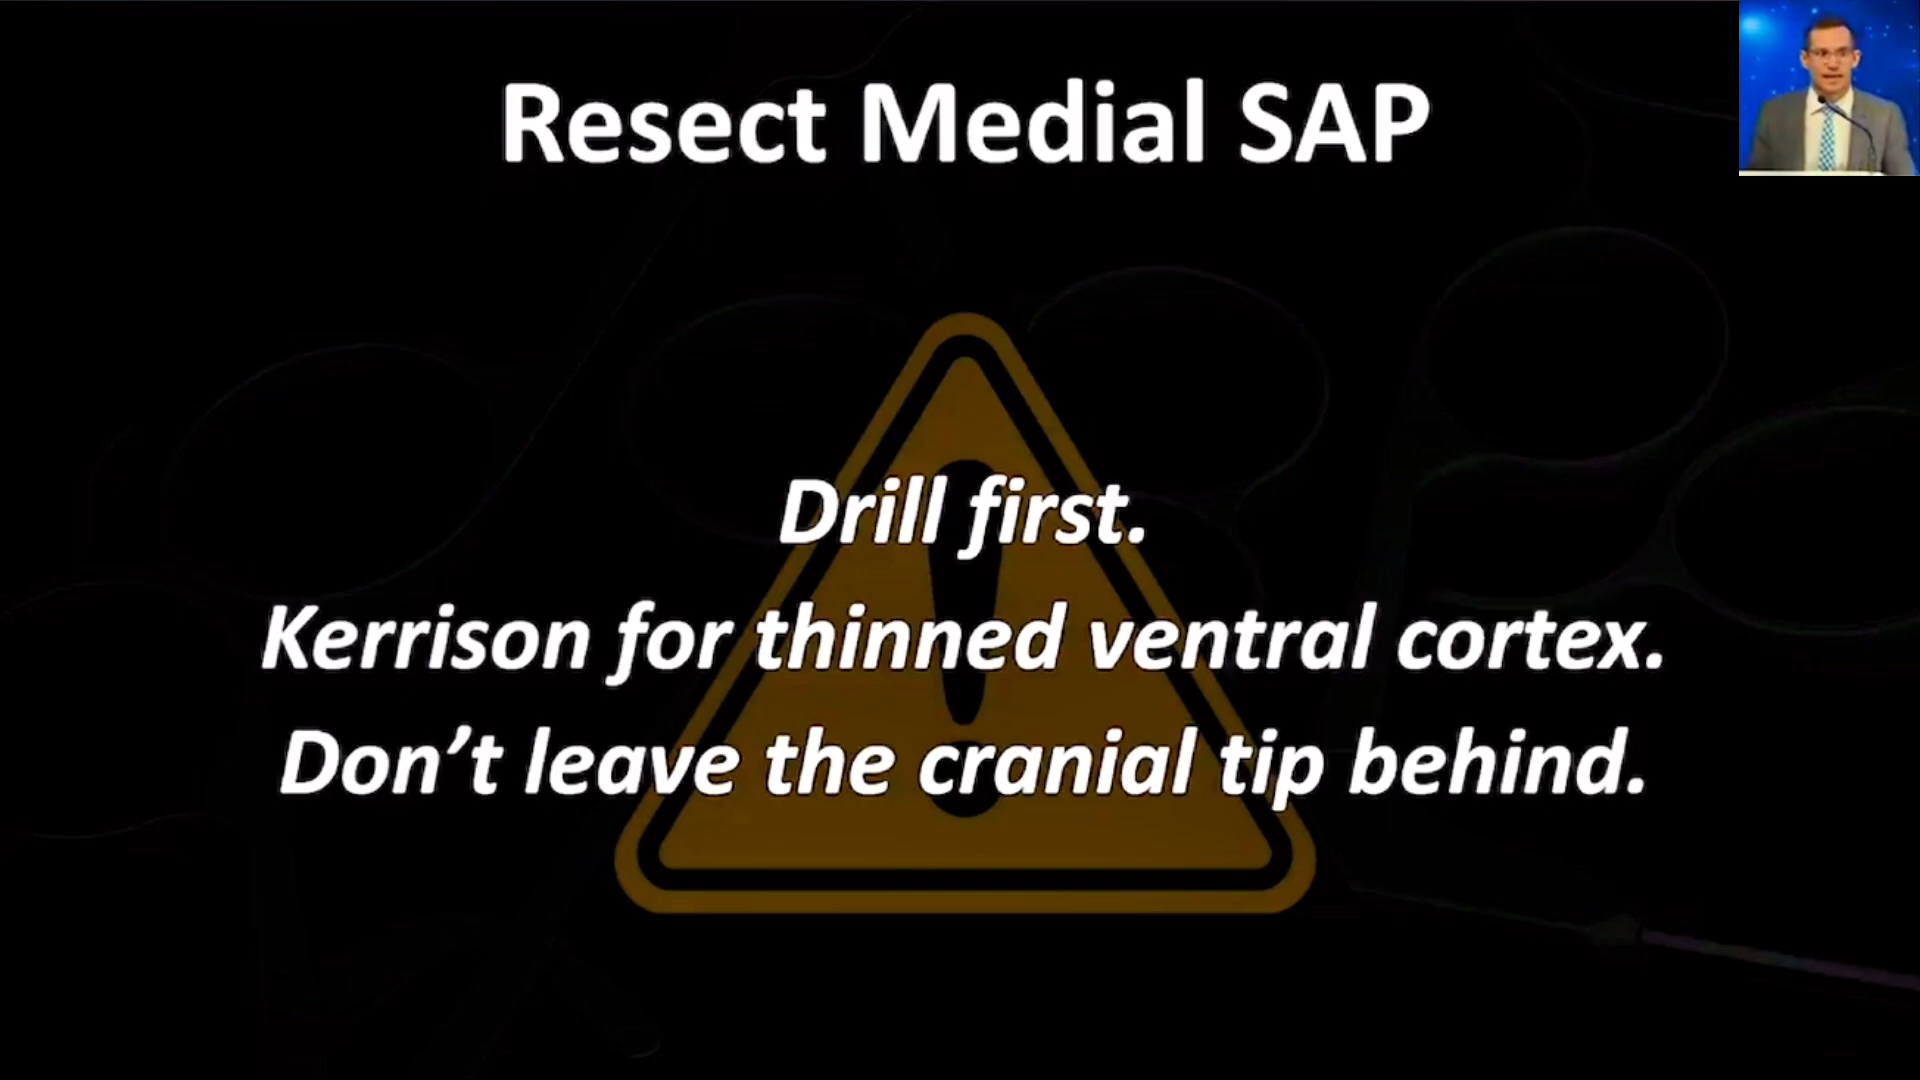 Resect Medial SAP
Drill first.
Kerrison for thinned ventral cortex.
Don’t leave the cranial tip behind.